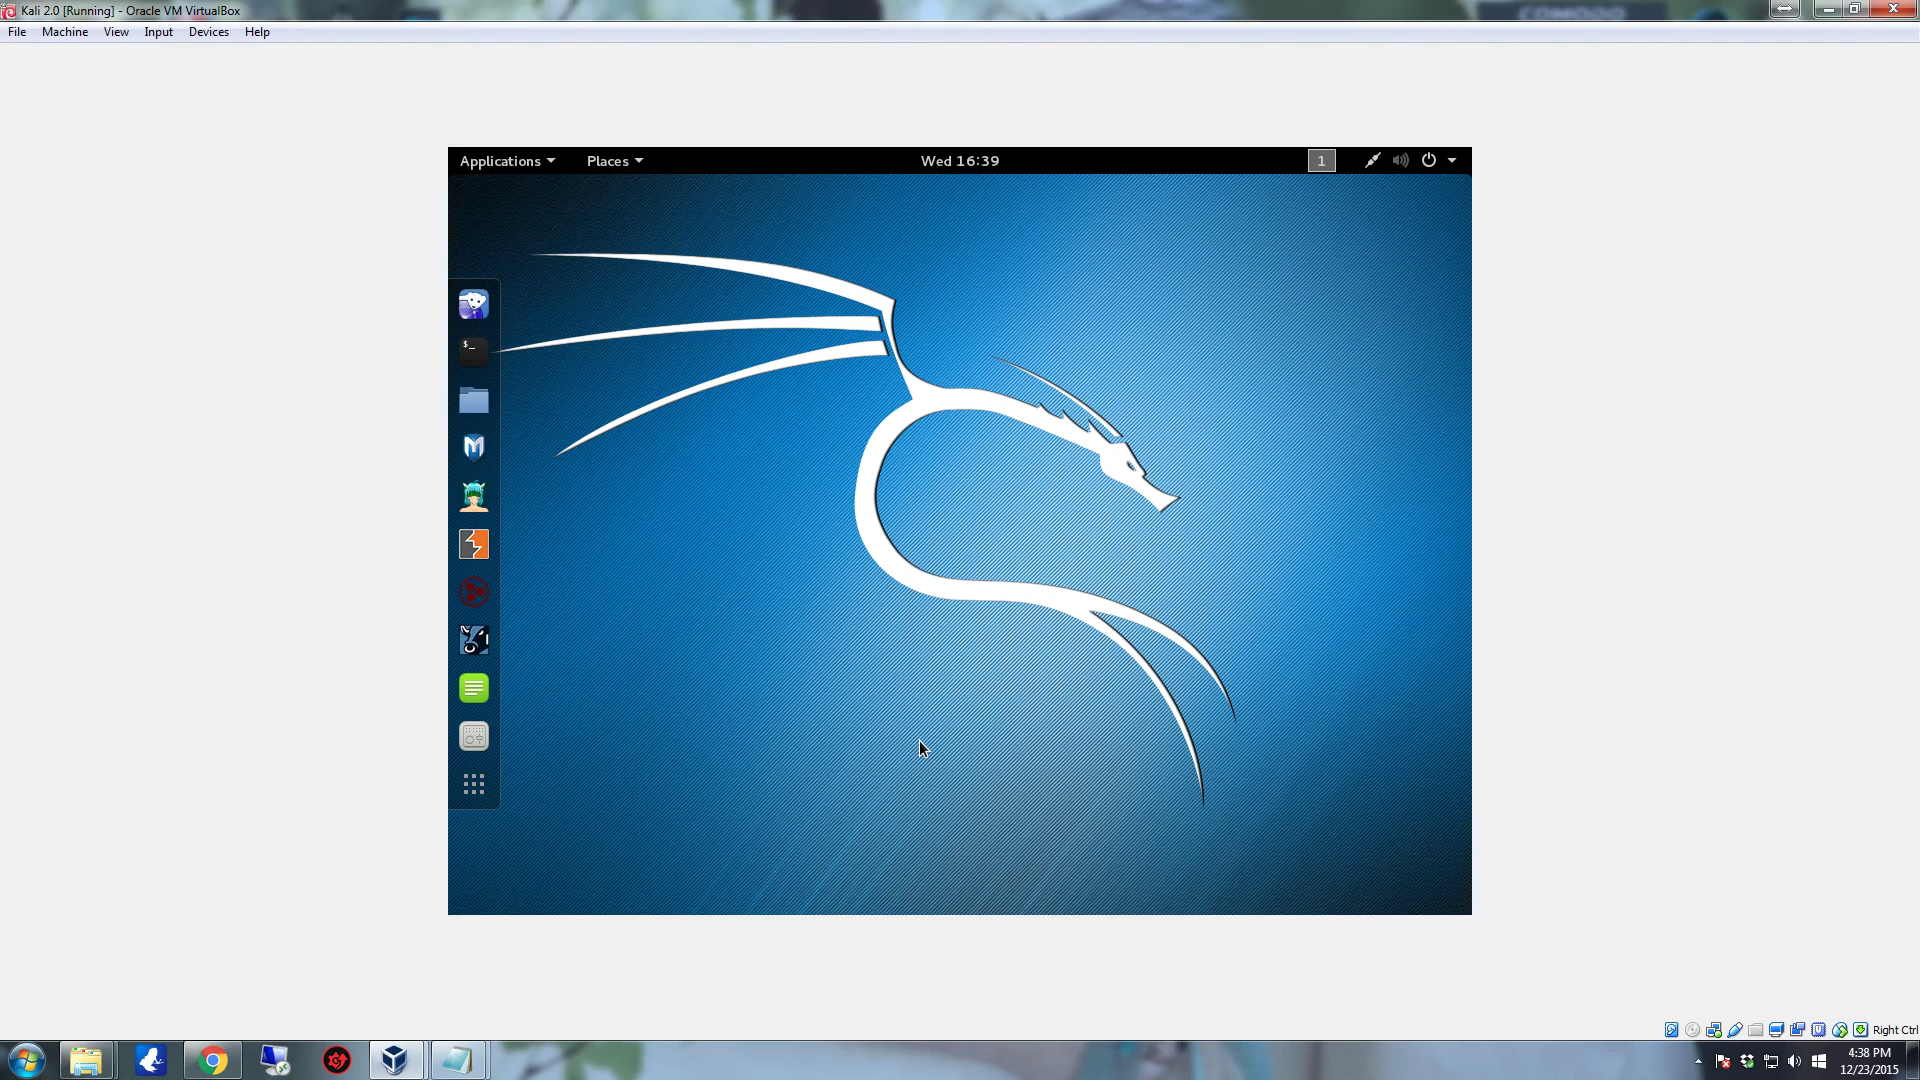 Kali 2.0 [Running] - Oracle VM VirtualBox
File Machine View Input Devices Help
Applications Places Wed 16:39 1
$_
Right Ctrl
4:38 PM
12/23/2015